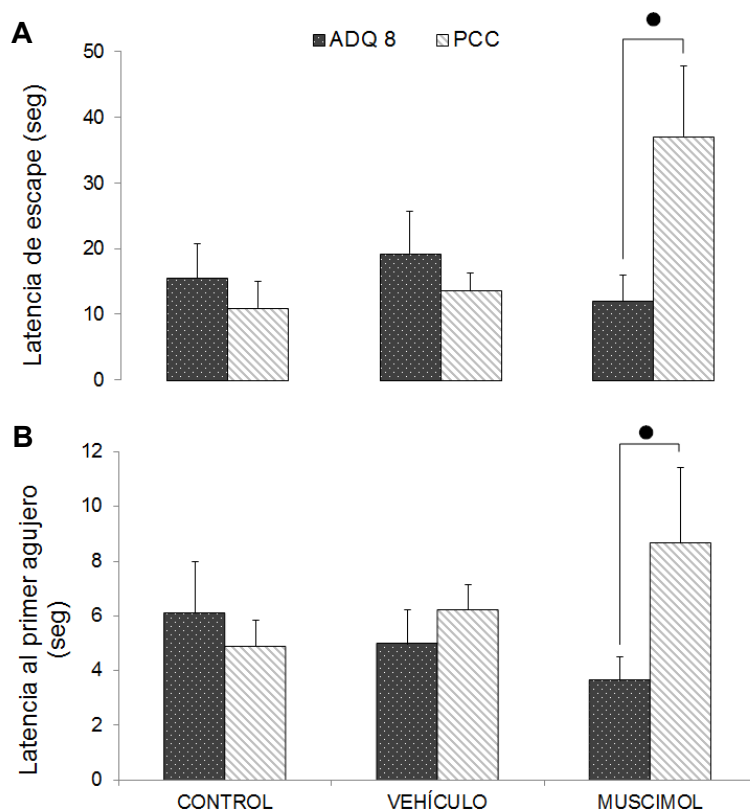 A
ADQ 8 PCC
Latencia de escape (seg)
50
40
30
20
10
0
B
Latencia al primer agujero
(seg)
12
10
8
6
4
2
0
CONTROL VEHÍCULO MUSCIMOL